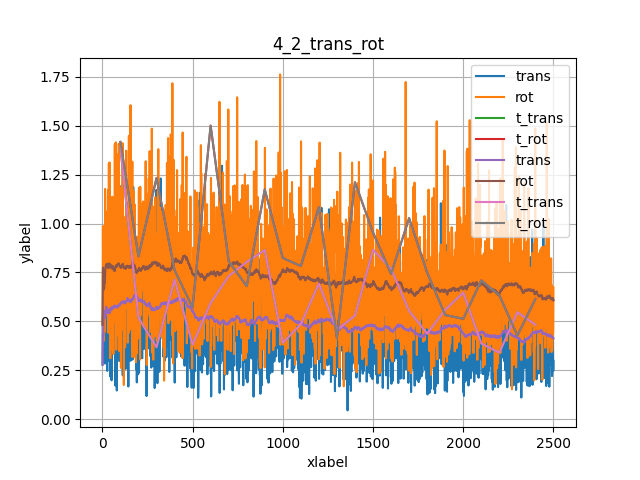 4_2_trans_rot
1.75
1.50
1.25
1.00
0.75
0.50
0.25
0.00
ylabel
0
500
1000
1500
2000
2500
xlabel
trans
rot
t_trans
t_rot
trans
rot
t_trans
t_rot